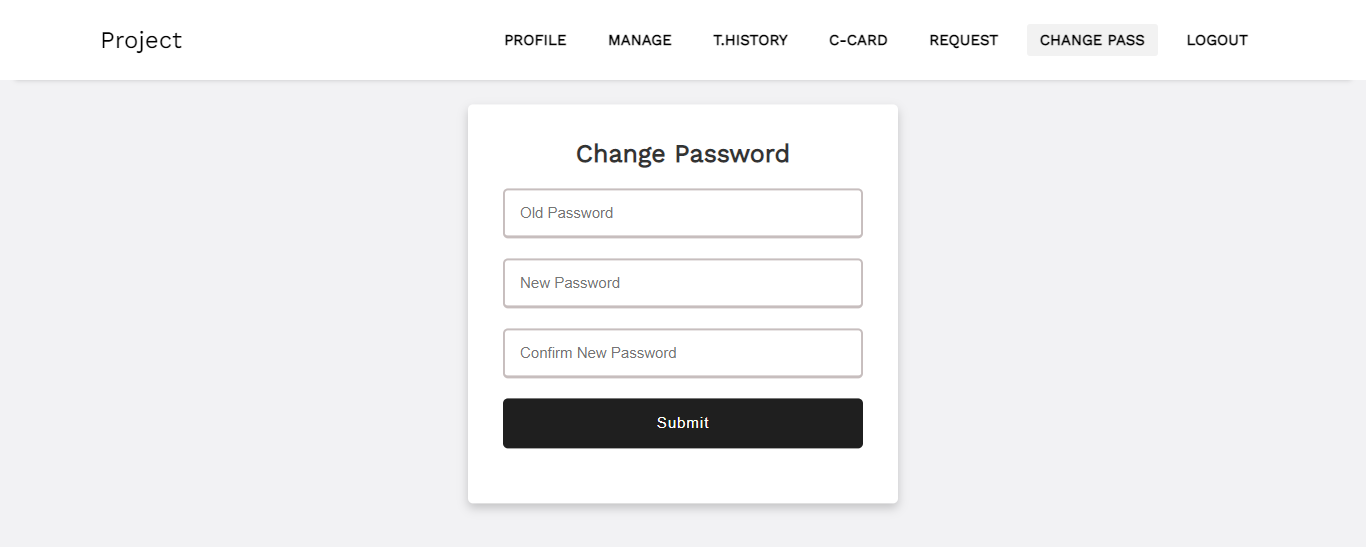 Project PROFILE MANAGE T.HISTORY C-CARD REQUEST CHANGE PASS LOGOUT
Change Password
Old Password
New Password
Confirm New Password
Submit